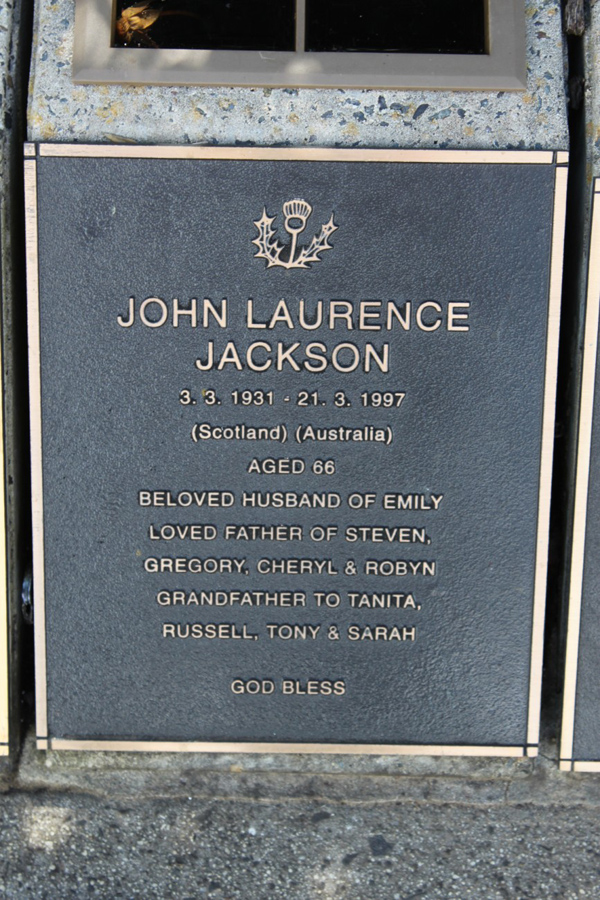 JOHN LAURENCE
JACKSON
3. 3. 1931 - 21. 3. 1997
(Scotland) (Australia)
AGED 66
BELOVED HUSBAND OF EMILY
LOVED FATHER OF STEVEN,
GREGORY, CHERYL & ROBYN
GRANDFATHER TO TANITA,
RUSSELL, TONY & SARAH
GOD BLESS